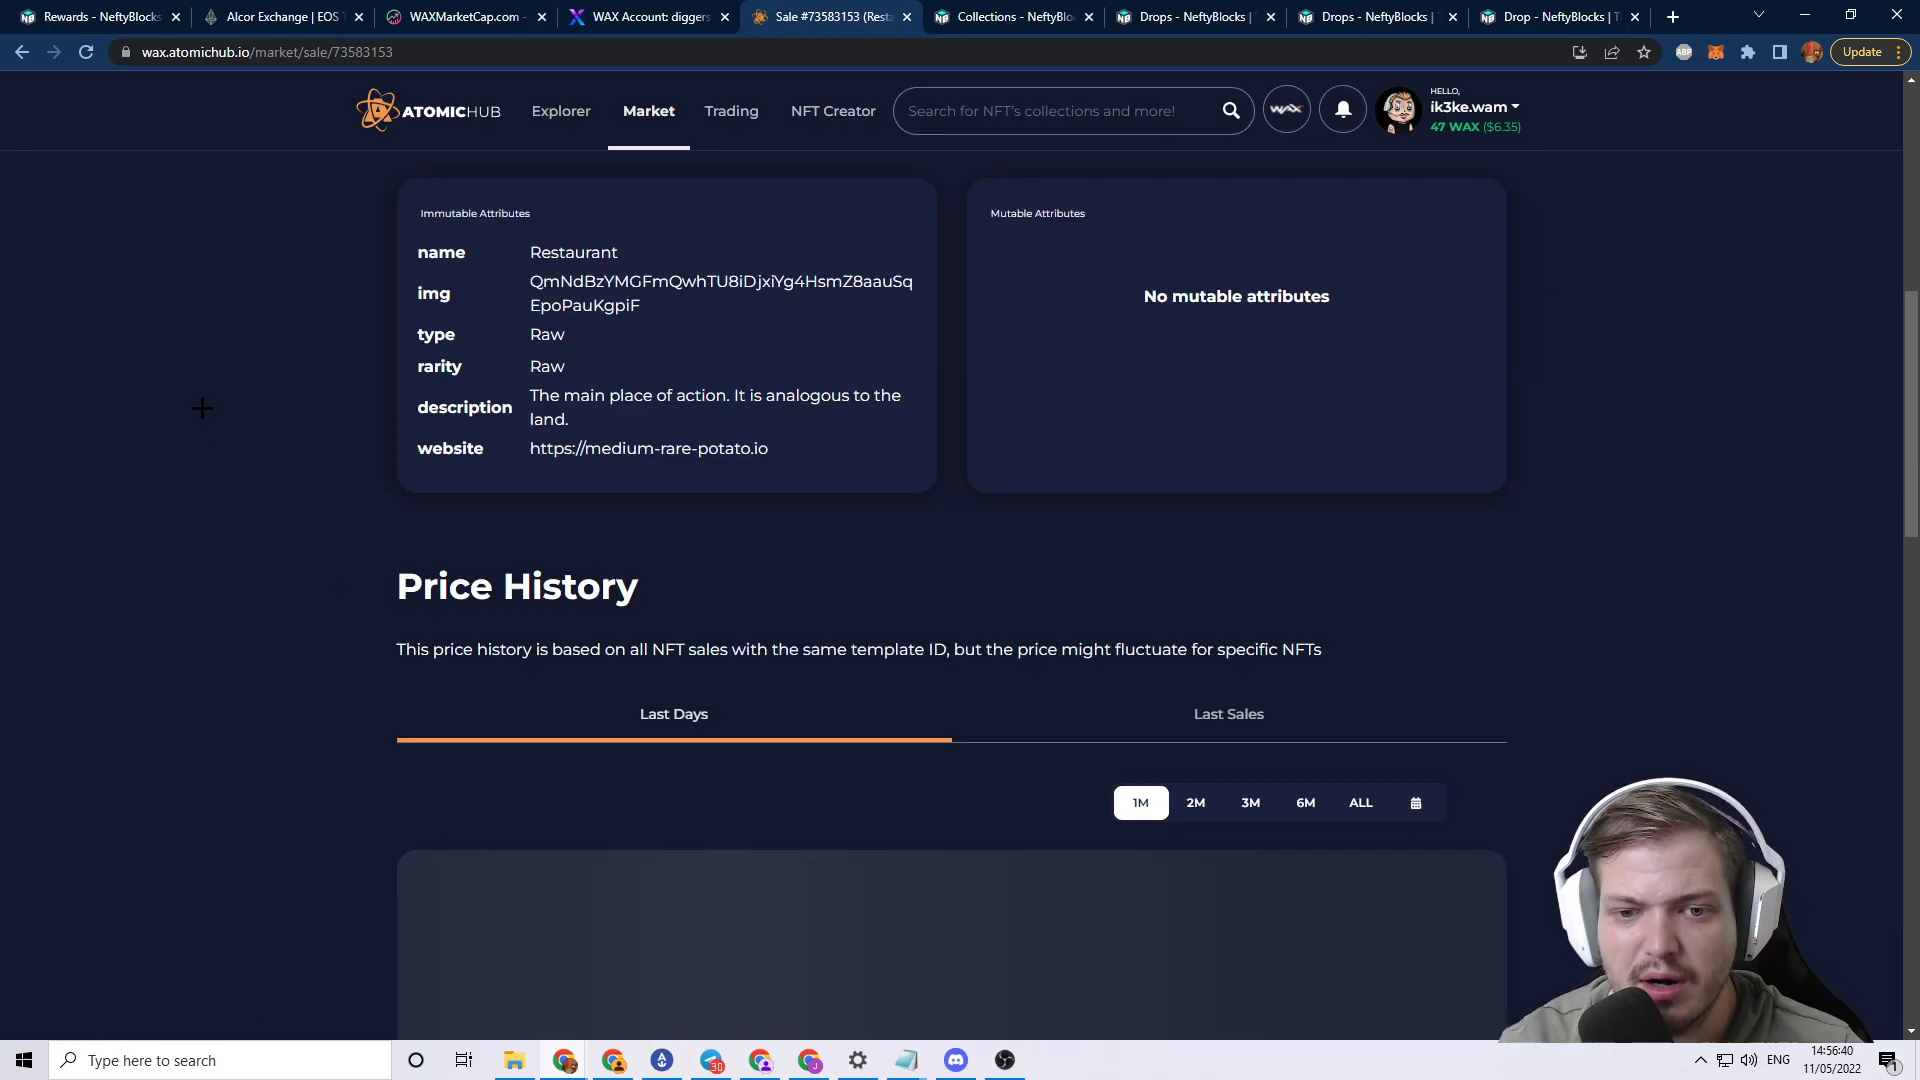 Rewards - NeftyBlocks
Alcor Exchange | EOS T
WAXMarketCap.com -
WAX Account: diggers
Sale #73583153 (Resta
Collections - NeftyBlo
Drops - NeftyBlocks | T
Drops - NeftyBlocks | T
Drop - NeftyBlocks | T
wax.atomichub.io/market/sale/73583153
ABP
Update
ATOMICHUB
Explorer
Market
Trading
NFT Creator
Search for NFT's collections and more!
WAX
HELLO,
ik3ke.wam
47 WAX ($6.35)
Immutable Attributes
name Restaurant
img QmNdBzYMGFmQwhTU8iDjxiYg4HsmZ8aauSq
EpoPauKgpiF
type Raw
rarity Raw
description The main place of action. It is analogous to the
land.
website https://medium-rare-potato.io
Mutable Attributes
No mutable attributes
Price History
This price history is based on all NFT sales with the same template ID, but the price might fluctuate for specific NFTs
Last Days
Last Sales
1M 2M 3M 6M ALL
Type here to search
30
ENG
14:56:40
11/05/2022
1